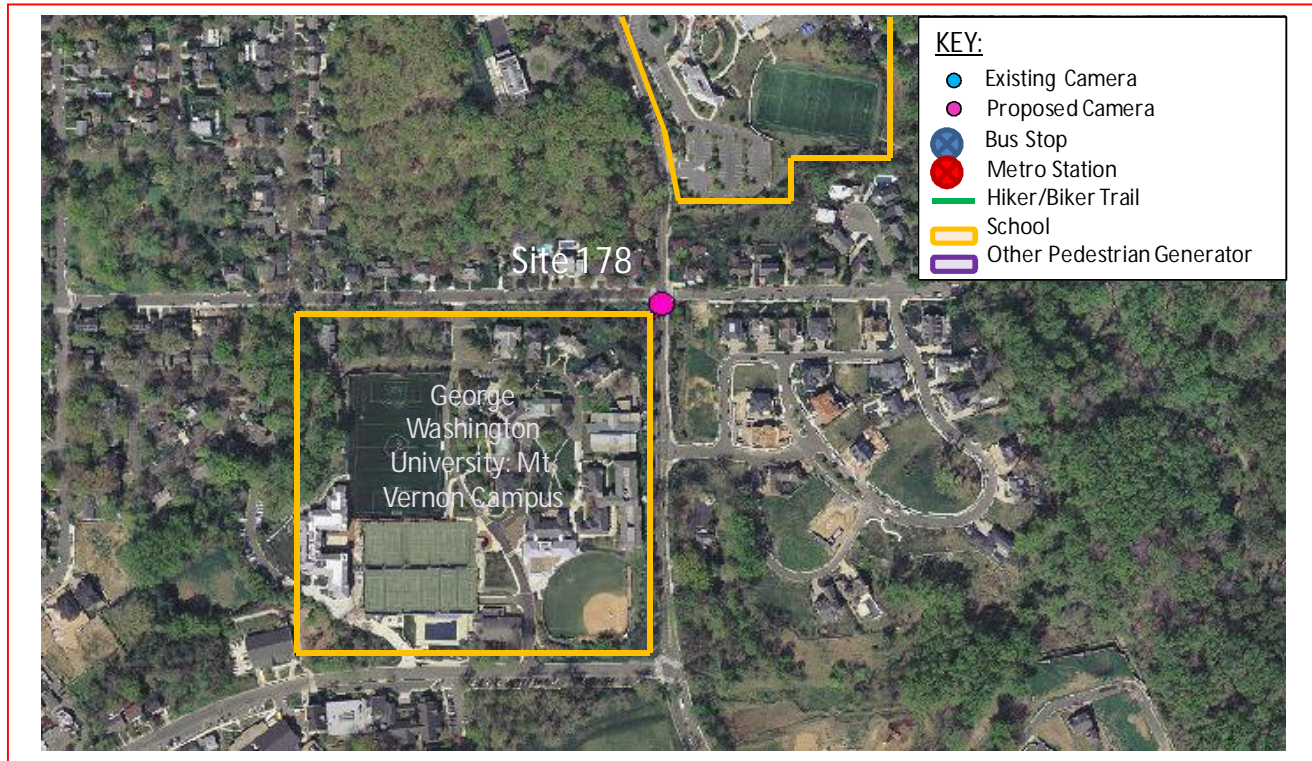 KEY:
Existing Camera
Proposed Camera
Bus Stop
Metro Station
Hiker/Biker Trail
School
Other Pedestrian Generator
Site 178
George
Washington
University: Mt.
Vernon Campus